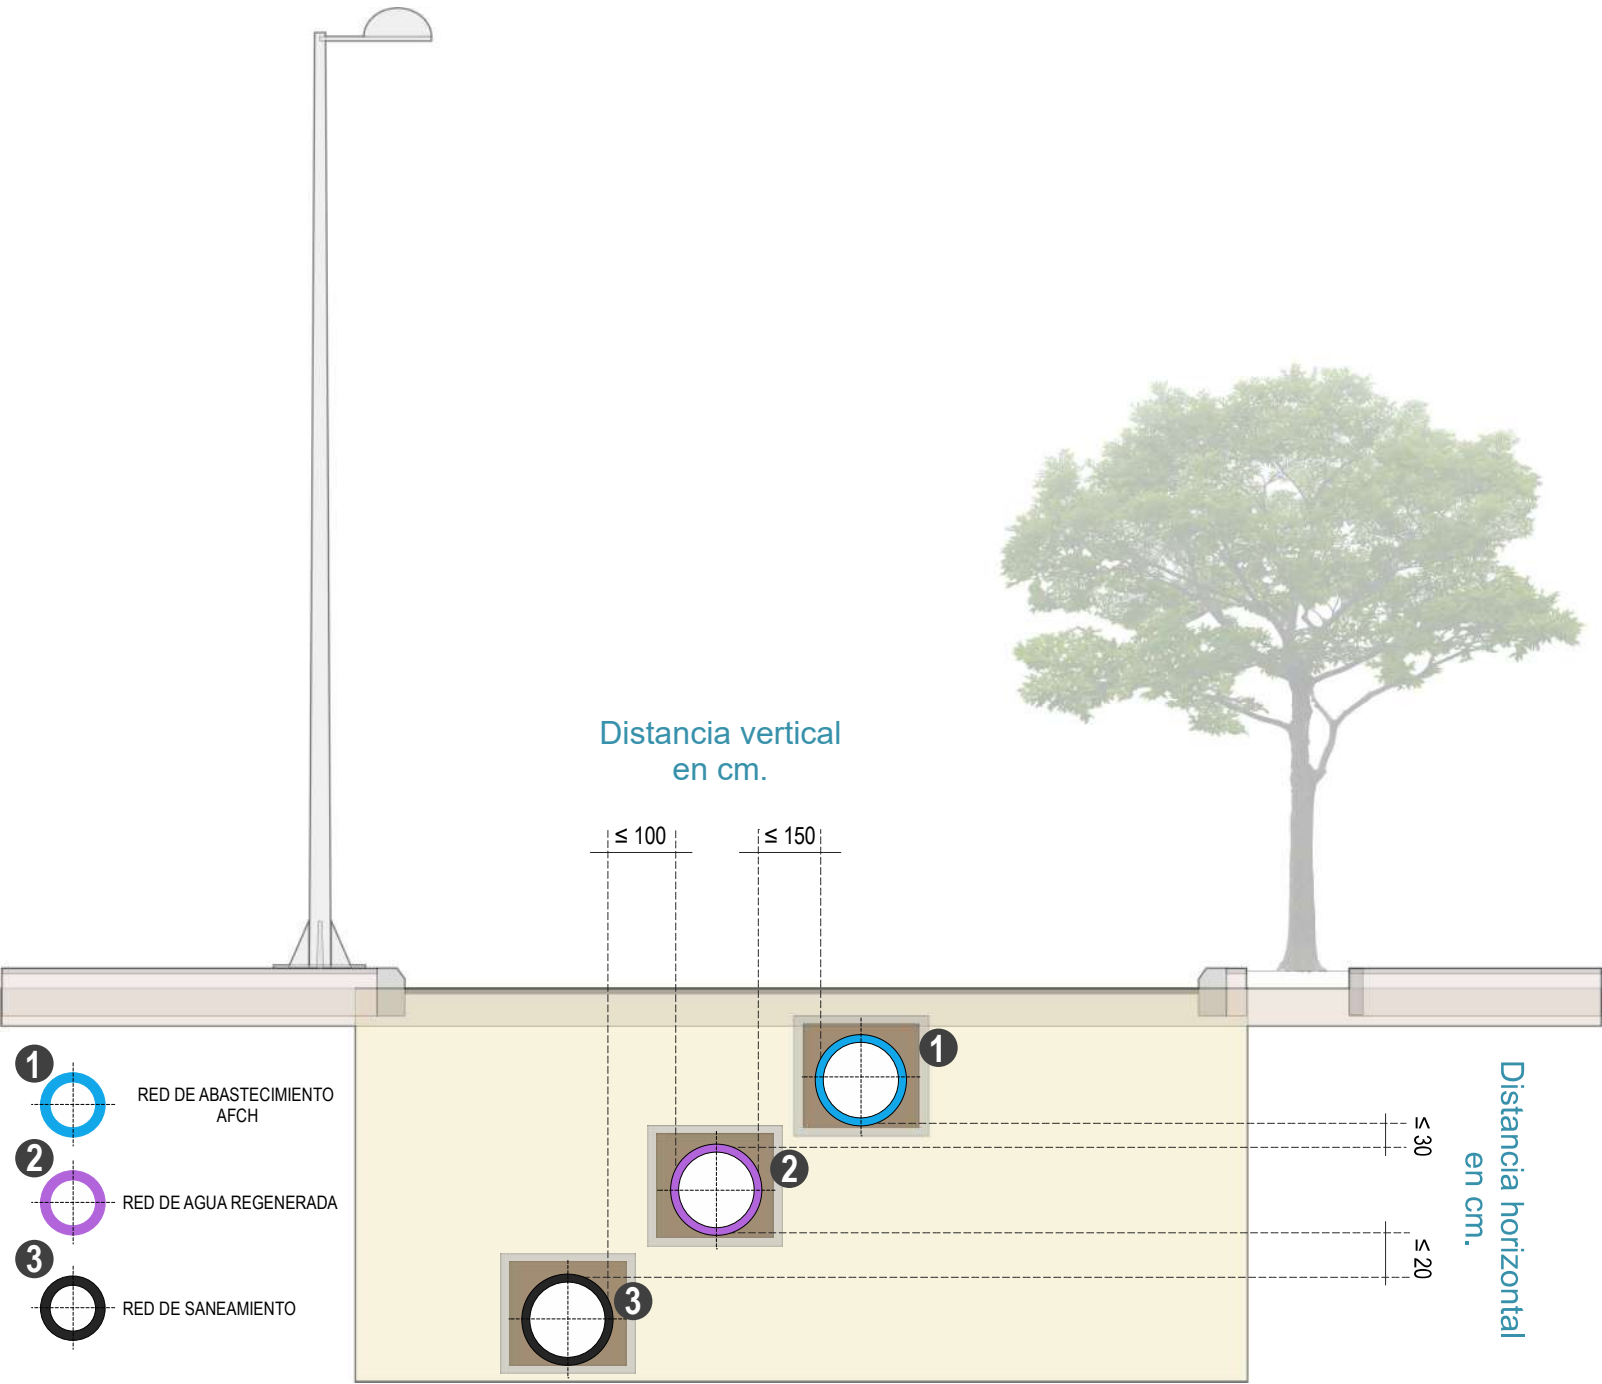 Distancia vertical
en cm.
≤ 100
≤ 150
1
2
3
≤ 30
≤ 20
Distancia horizontal
en cm.
1
RED DE ABASTECIMIENTO
AFCH
2
RED DE AGUA REGENERADA
3
RED DE SANEAMIENTO